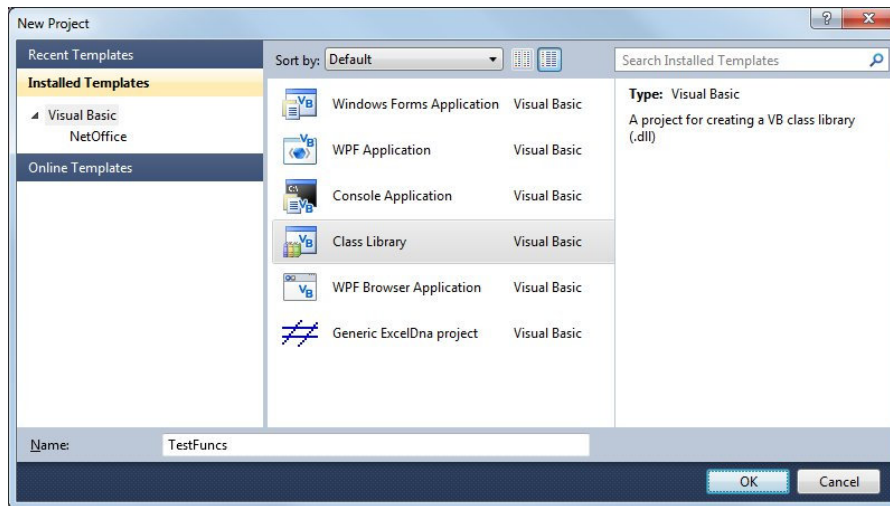 New Project
Recent Templates
Installed Templates
Visual Basic
NetOffice
Online Templates
Sort by: Default
Windows Forms Application Visual Basic
WPF Application Visual Basic
Console Application Visual Basic
Class Library Visual Basic
WPF Browser Application Visual Basic
Generic ExcelDna project Visual Basic
Search Installed Templates
Type: Visual Basic
A project for creating a VB class library
(.dll)
Name: TestFuncs
OK Cancel